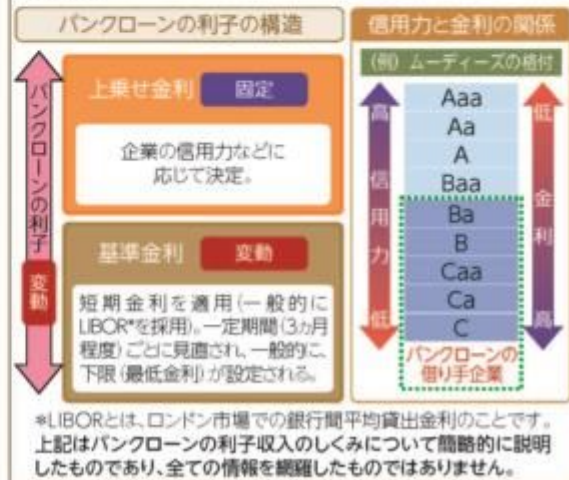 バンクローンの利子の構造
バンクローンの利子
変動
上乗せ金利 固定
企業の信用力などに
応じて決定。
基準金利 変動
短期金利を適用(一般的に
LIBOR*を採用)。一定期間(3ヵ月
程度)ごとに見直され、一般的に、
下限(最低金利)が設定される。
信用力と金利の関係
(例) ムーディーズの格付
高
信用力
低
Aaa
Aa
A
Baa
Ba
B
Caa
Ca
C
低
金利
高
バンクローンの
借り手企業
*LIBORとは、ロンドン市場での銀行間平均貸出金利のことです。
上記はバンクローンの利子収入のしくみについて簡略的に説明
したものであり、全ての情報を網羅したものではありません。